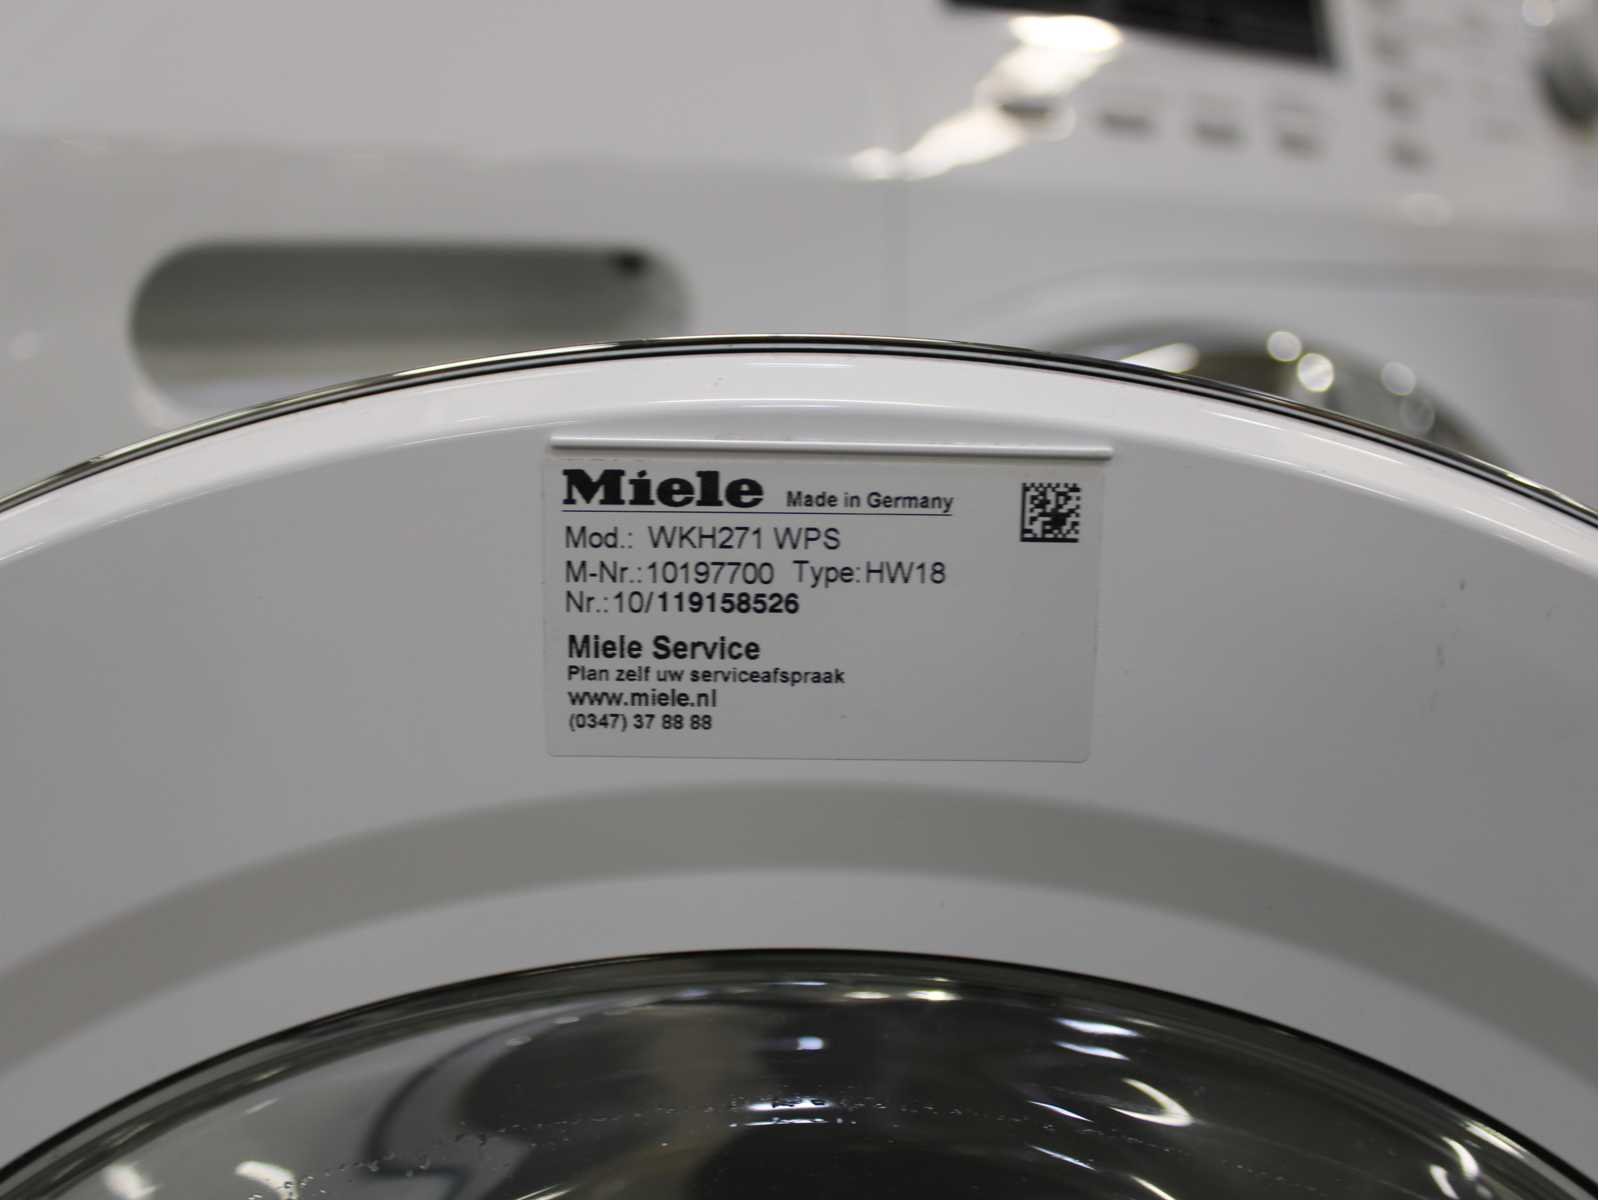 Miele Made in Germany
Mod.: WKH271 WPS
M-Nr.:10197700 Type:HW18
Nr.:10/119158526
Miele Service
Plan zelf uw serviceafspraak
www.miele.nl
(0347) 37 88 88